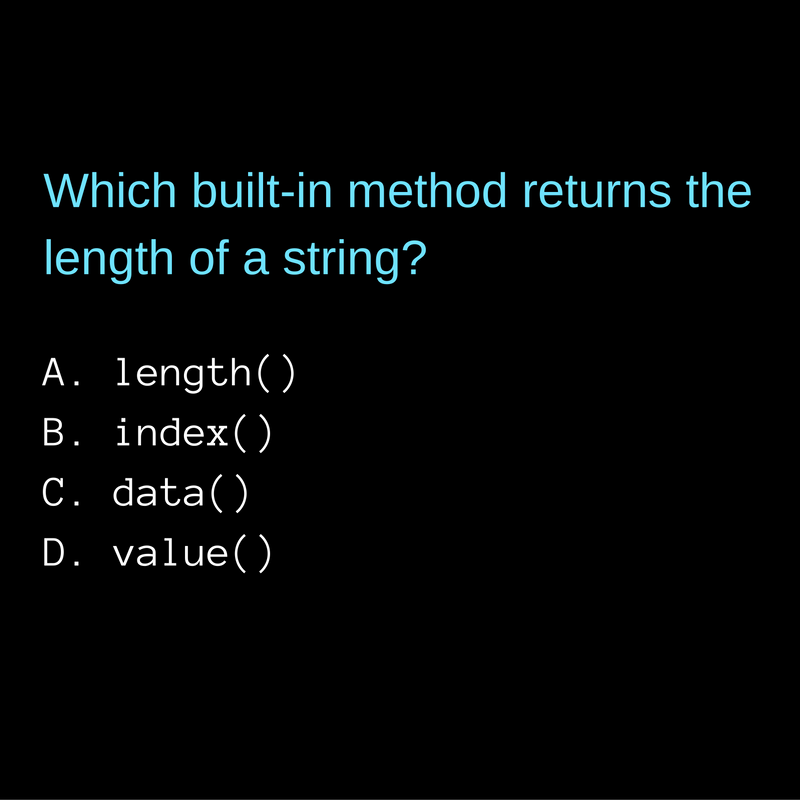 Which built-in method returns the
length of a string?
A. length()
B. index()
C. data()
D. value()